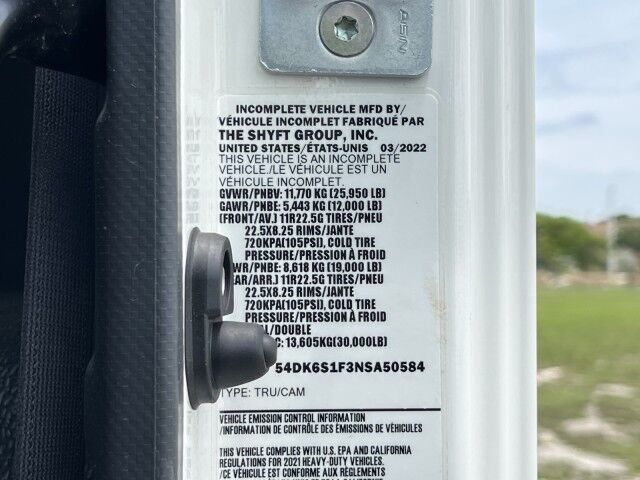 INCOMPLETE VEHICLE MFD BY/
VÉHICULE INCOMPLET FABRIQUÉ PAR
THE SHYFT GROUP, INC.
UNITED STATES/ÉTATS-UNIS 03/2022
THIS VEHICLE IS AN INCOMPLETE
VEHICLE./LE VÉHICULE EST UN
VÉHICULE INCOMPLET.
GVWR/PNBV: 11,770 KG (25,950 LB)
GAWR/PNBE: 5,443 KG (12,000 LB)
(FRONT/AV.) 11R22.5G TIRES/PNEU
22.5X8.25 RIMS/JANTE
720KPA(105PSI), COLD TIRE
PRESSURE/PRESSION À FROID
WR/PNBE: 8,618 KG (19,000 LB)
AR/ARR.) 11R22.5G TIRES/PNEU
22.5X8.25 RIMS/JANTE
720KPA(105PSI), COLD TIRE
PRESSURE/PRESSION À FROID
L/DOUBLE
C: 13,605KG(30,000LB)
54DK6S1F3NSA50584
TYPE: TRU/CAM
VEHICLE EMISSION CONTROL INFORMATION
/INFORMATION DE CONTRÔLE DES ÉMISSIONS DE VÉHICULES
THIS VEHICLE COMPLIES WITH U.S. EPA AND CALIFORNIA
REGULATIONS FOR 2021 HEAVY-DUTY VEHICLES.
/CE VÉHICULE EST CONFORME AUX RÈGLEMENTS